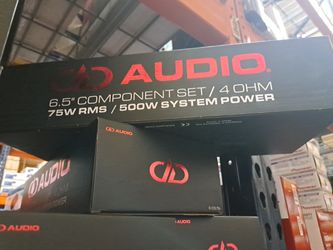 DD AUDIO®
6.5" COMPONENT SET / 4 OHM
75W RMS / 500W SYSTEM POWER
DD AUDIO
DD AUDIO
DD AUDIO